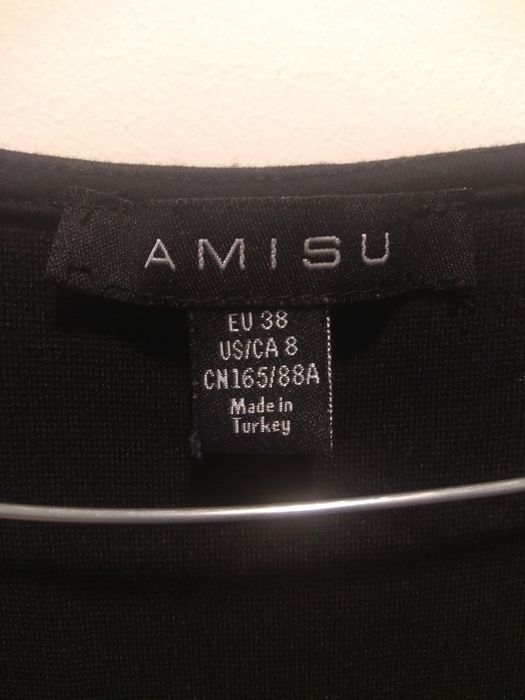 AMISU
EU 38
US/CA 8
CN165/88A
Made in
Turkey